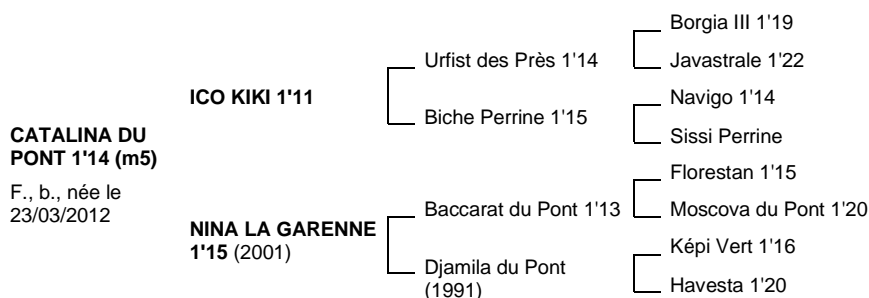 CATALINA DU
PONT 1'14 (m5)
F., b., née le
23/03/2012
ICO KIKI 1'11
NINA LA GARENNE
1'15 (2001)
Urfist des Près 1'14
Biche Perrine 1'15
Baccarat du Pont 1'13
Djamila du Pont
(1991)
Borgia III 1'19
Javastrale 1'22
Navigo 1'14
Sissi Perrine
Florestan 1'15
Moscova du Pont 1'20
Képi Vert 1'16
Havesta 1'20